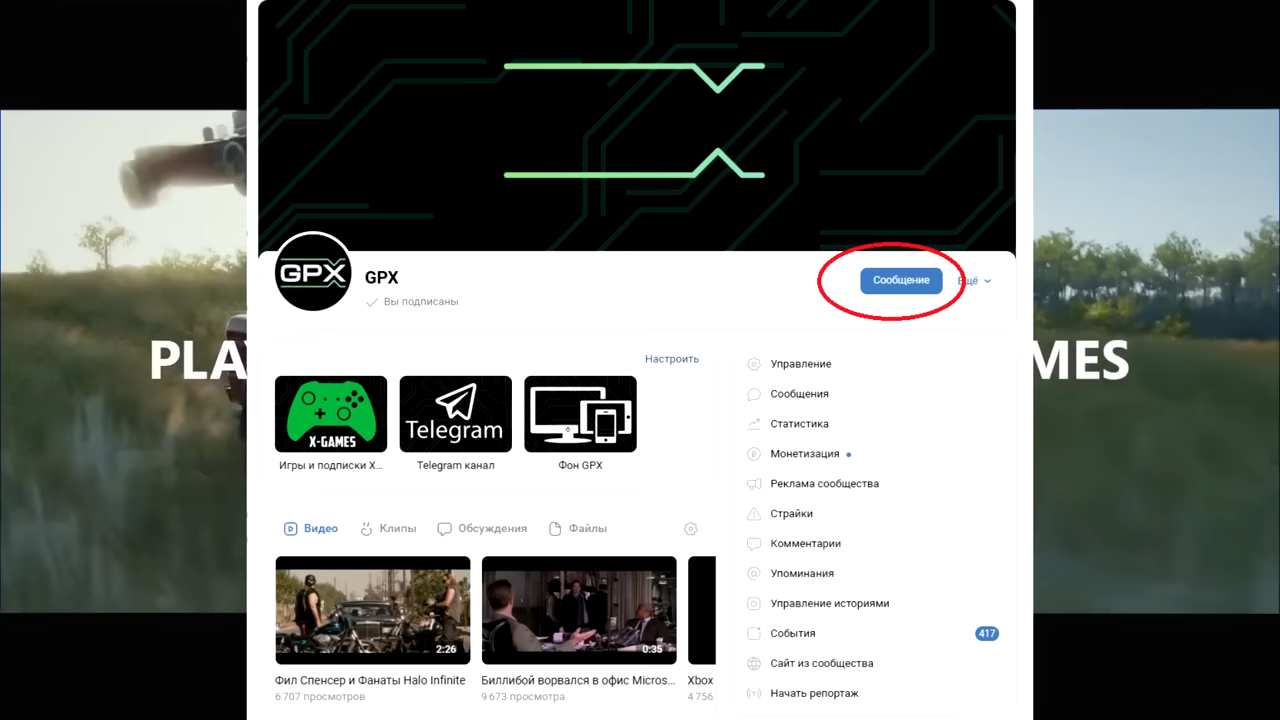 GPX
GPX
Вы подписаны
Сообщение
Ещё
PLA
MES
Настроить
X-GAMES
Telegram
Игры и подписки X...
Telegram канал
Фон GPX
Видео
Клипы
Обсуждения
Файлы
2:26
0:35
Фил Спенсер и Фанаты Halo Infinite
Биллибой ворвался в офис Micros...
Xbox
6 707 просмотров
9 673 просмотра
4 756
Управление
Сообщения
Статистика
Монетизация
Реклама сообщества
Страйки
Комментарии
Упоминания
Управление историями
События
417
Сайт из сообщества
Начать репортаж